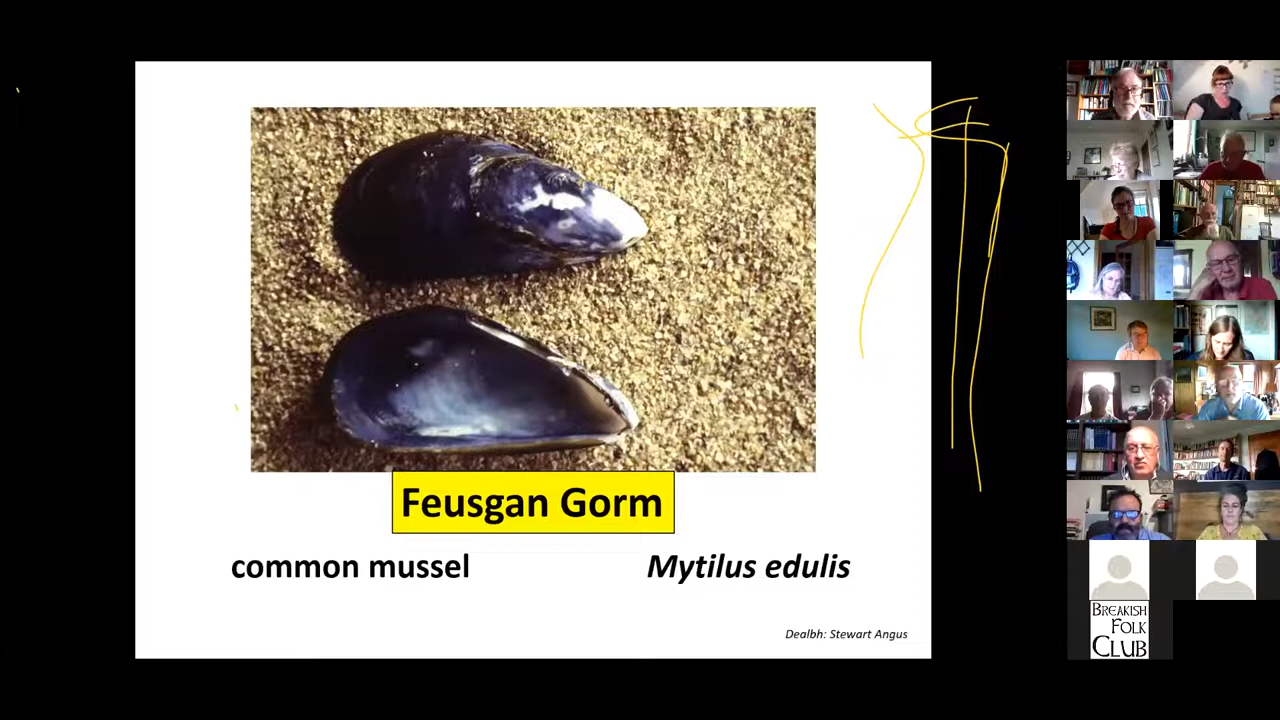 Feusgan Gorm
common mussel
Mytilus edulis
Dealbh: Stewart Angus
BREAKISH
FOLK
CLUB